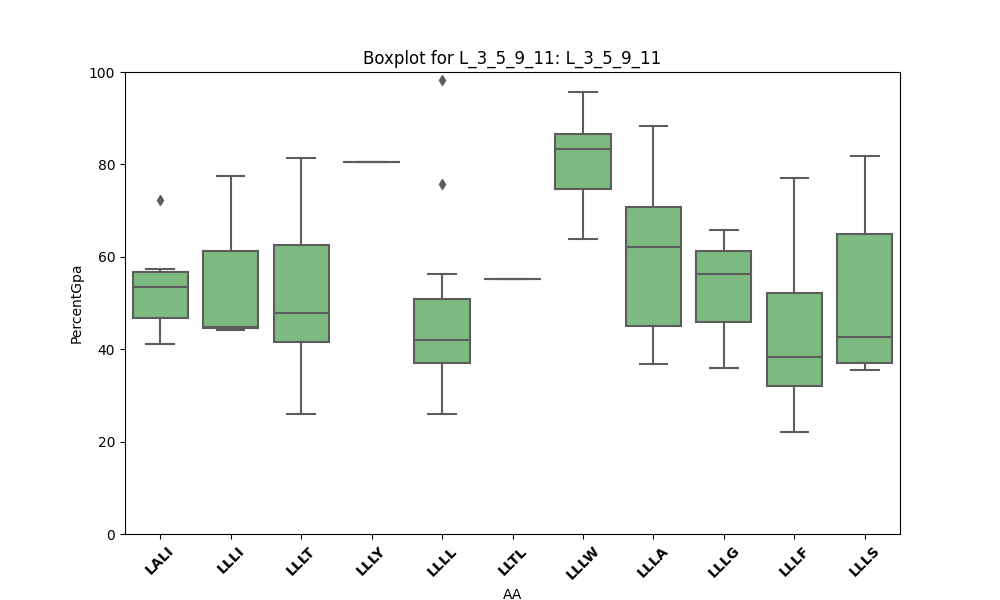 Boxplot for L_3_5_9_11: L_3_5_9_11
PercentGpa
100
80
60
40
20
0
LALI LLLI LLLT LLLY LLLL LLTL LLLW LLLA LLLG LLLF LLLS
AA